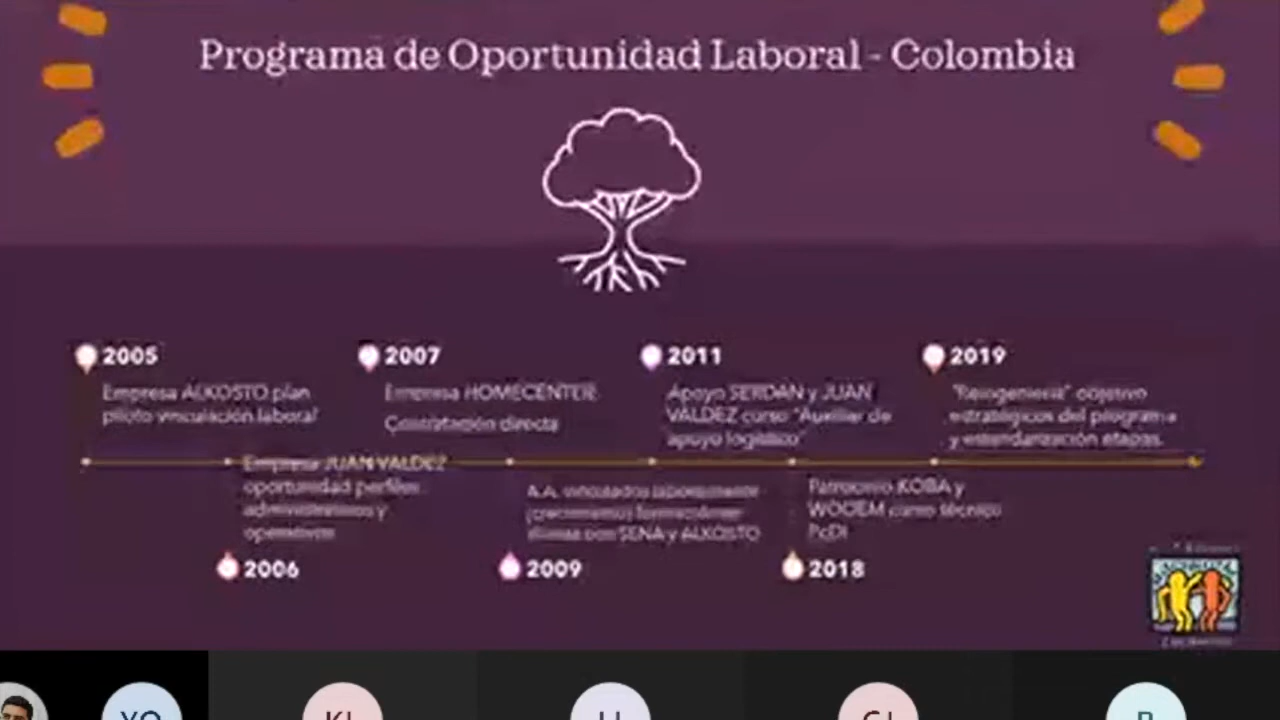 Programa de Oportunidad Laboral - Colombia
2005
Empresa ALKOSTO plan
piloto vinculación laboral
2007
Empresa HOMECENTER
Contratación directa
2011
Apoyo SERDAN y JUAN
VALDEZ curso "Auxiliar de
apoyo logístico"
2019
"Reingeniería" objetivo
estratégicos del programa
y estandarización etapas.
Empresa JUAN VALDEZ
oportunidad perfiles
administrativos y
operativos
2006
A.A. vinculados laboralmente
(crecimiento)
con SENA y ALKOSTO
2009
Patrocinio KOBA y
WOOEM curso técnico
PcDI
2018
YO